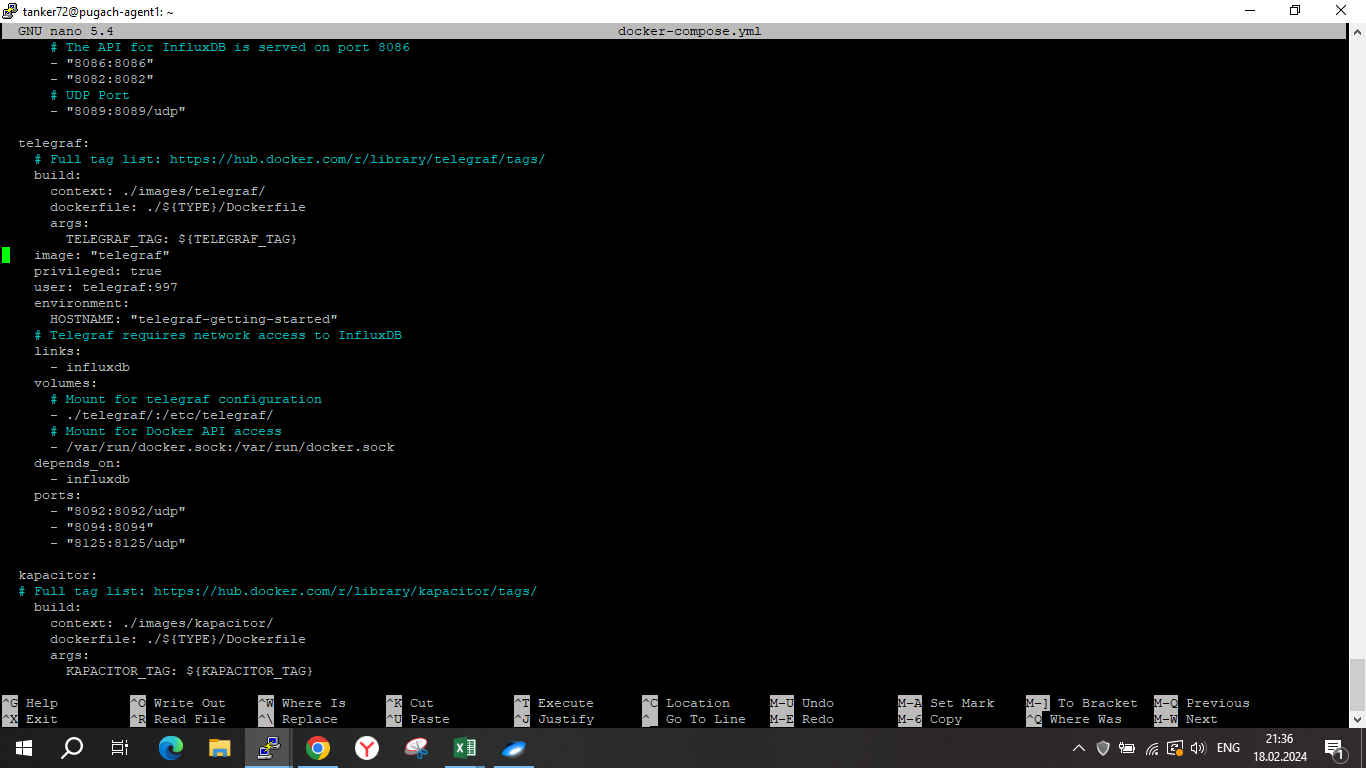 tanker72@pugach-agent1: ~
GNU nano 5.4 docker-compose.yml
# The API for InfluxDB is served on port 8086
- "8086:8086"
- "8082:8082"
# UDP Port
- "8089:8089/udp"
telegraf:
# Full tag list: https://hub.docker.com/r/library/telegraf/tags/
build:
context: ./images/telegraf/
dockerfile: ./${TYPE}/Dockerfile
args:
TELEGRAF_TAG: ${TELEGRAF_TAG}
image: "telegraf"
privileged: true
user: telegraf:997
environment:
HOSTNAME: "telegraf-getting-started"
# Telegraf requires network access to InfluxDB
links:
- influxdb
volumes:
# Mount for telegraf configuration
- ./telegraf/:/etc/telegraf/
# Mount for Docker API access
- /var/run/docker.sock:/var/run/docker.sock
depends_on:
- influxdb
ports:
- "8092:8092/udp"
- "8094:8094"
- "8125:8125/udp"
kapacitor:
# Full tag list: https://hub.docker.com/r/library/kapacitor/tags/
build:
context: ./images/kapacitor/
dockerfile: ./${TYPE}/Dockerfile
args:
KAPACITOR_TAG: ${KAPACITOR_TAG}
^G Help ^O Write Out ^W Where Is ^K Cut ^T Execute ^C Location M-U Undo M-A Set Mark M-] To Bracket M-Q Previous
^X Exit ^R Read File ^\ Replace ^U Paste ^J Justify ^_ Go To Line M-E Redo M-6 Copy ^Q Where Was M-W Next
ENG
21:36
18.02.2024
1